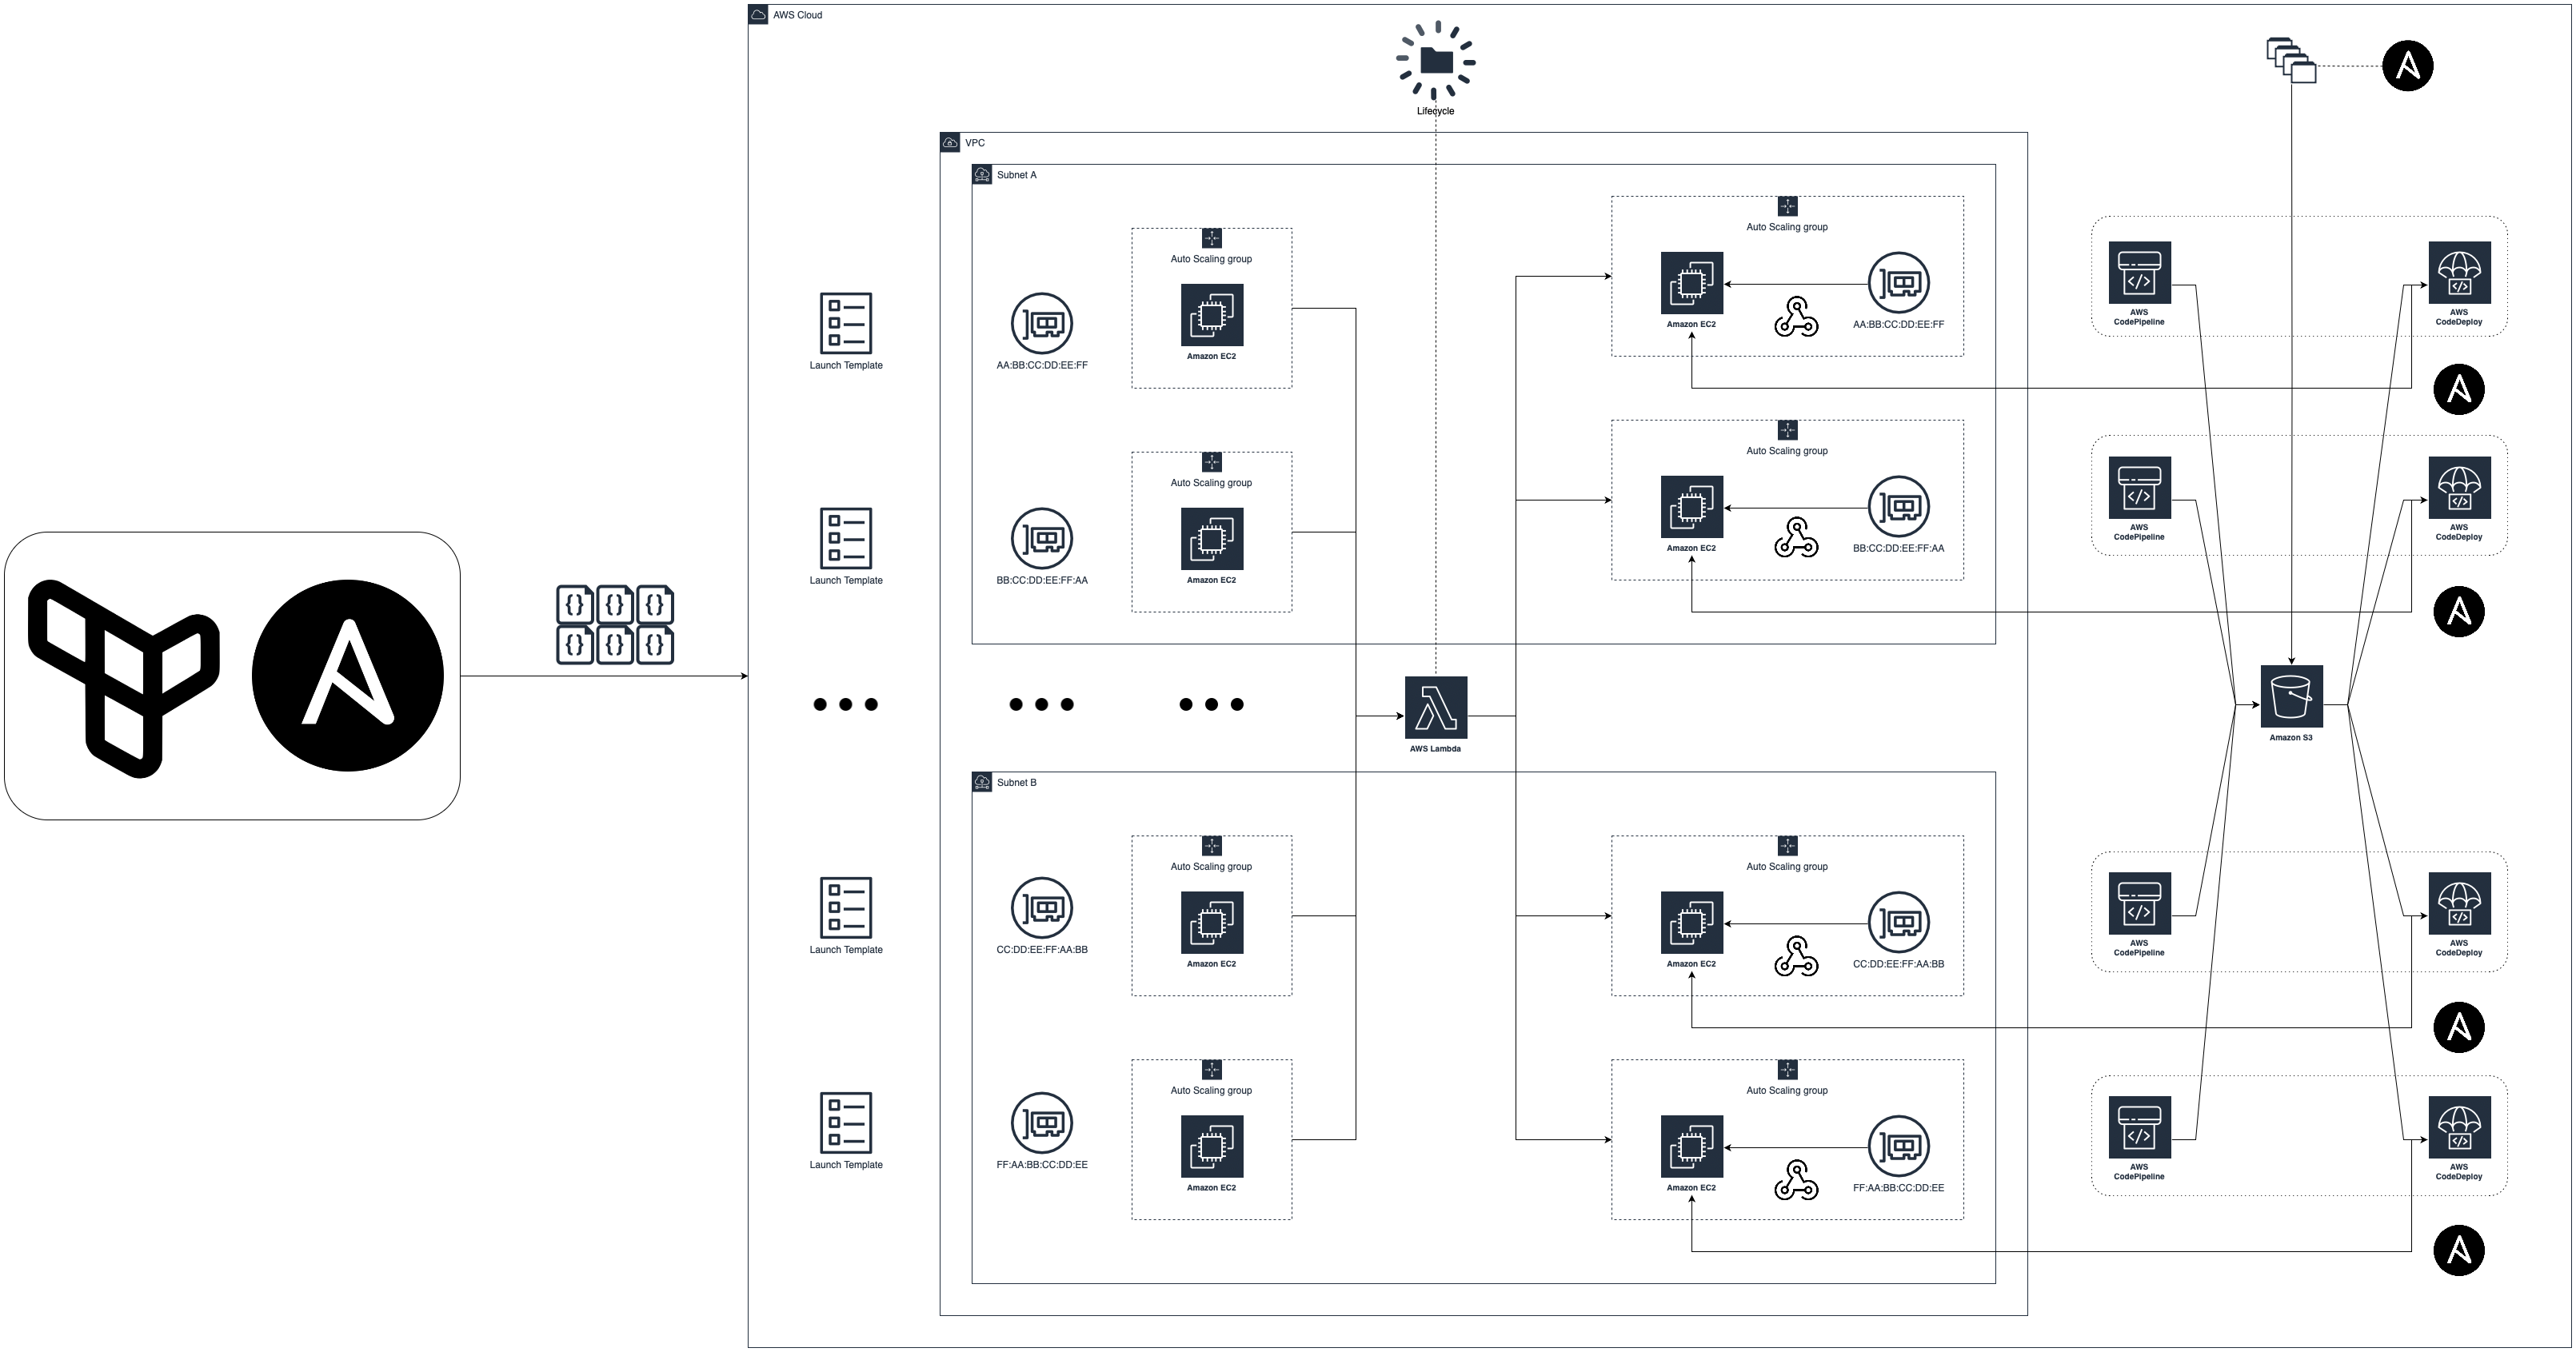 AWS Cloud
Lifecycle
VPC
Subnet A
Auto Scaling group
Amazon EC2
Launch Template
AA:BB:CC:DD:EE:FF
Auto Scaling group
Amazon EC2
AA:BB:CC:DD:EE:FF
AWS
CodePipeline
AWS
CodeDeploy
Auto Scaling group
Amazon EC2
Launch Template
BB:CC:DD:EE:FF:AA
Auto Scaling group
Amazon EC2
BB:CC:DD:EE:FF:AA
AWS
CodePipeline
AWS
CodeDeploy
{} {} {}
{} {} {}
AWS Lambda
Amazon S3
Subnet B
Auto Scaling group
Amazon EC2
Launch Template
CC:DD:EE:FF:AA:BB
Auto Scaling group
Amazon EC2
CC:DD:EE:FF:AA:BB
AWS
CodePipeline
AWS
CodeDeploy
Auto Scaling group
Amazon EC2
Launch Template
FF:AA:BB:CC:DD:EE
Auto Scaling group
Amazon EC2
FF:AA:BB:CC:DD:EE
AWS
CodePipeline
AWS
CodeDeploy